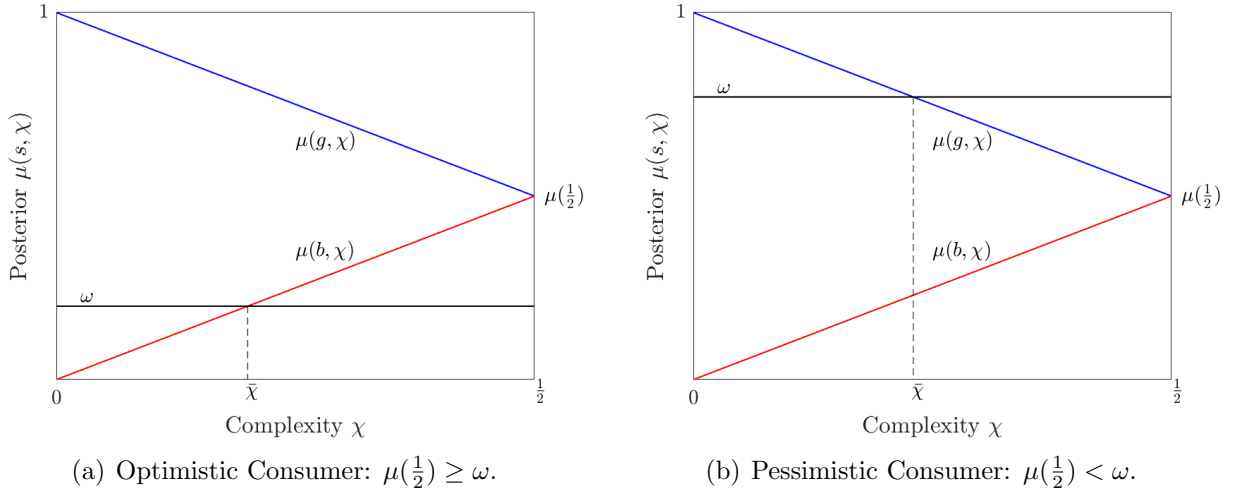 1
ω
μ(g, χ)
μ(½)
μ(b, χ)
ω
Posterior μ(s, χ)
0
χ̄
½
Complexity χ
(a) Optimistic Consumer: μ(½) ≥ ω.
1
ω
μ(g, χ)
μ(½)
μ(b, χ)
Posterior μ(s, χ)
0
χ̄
½
Complexity χ
(b) Pessimistic Consumer: μ(½) < ω.